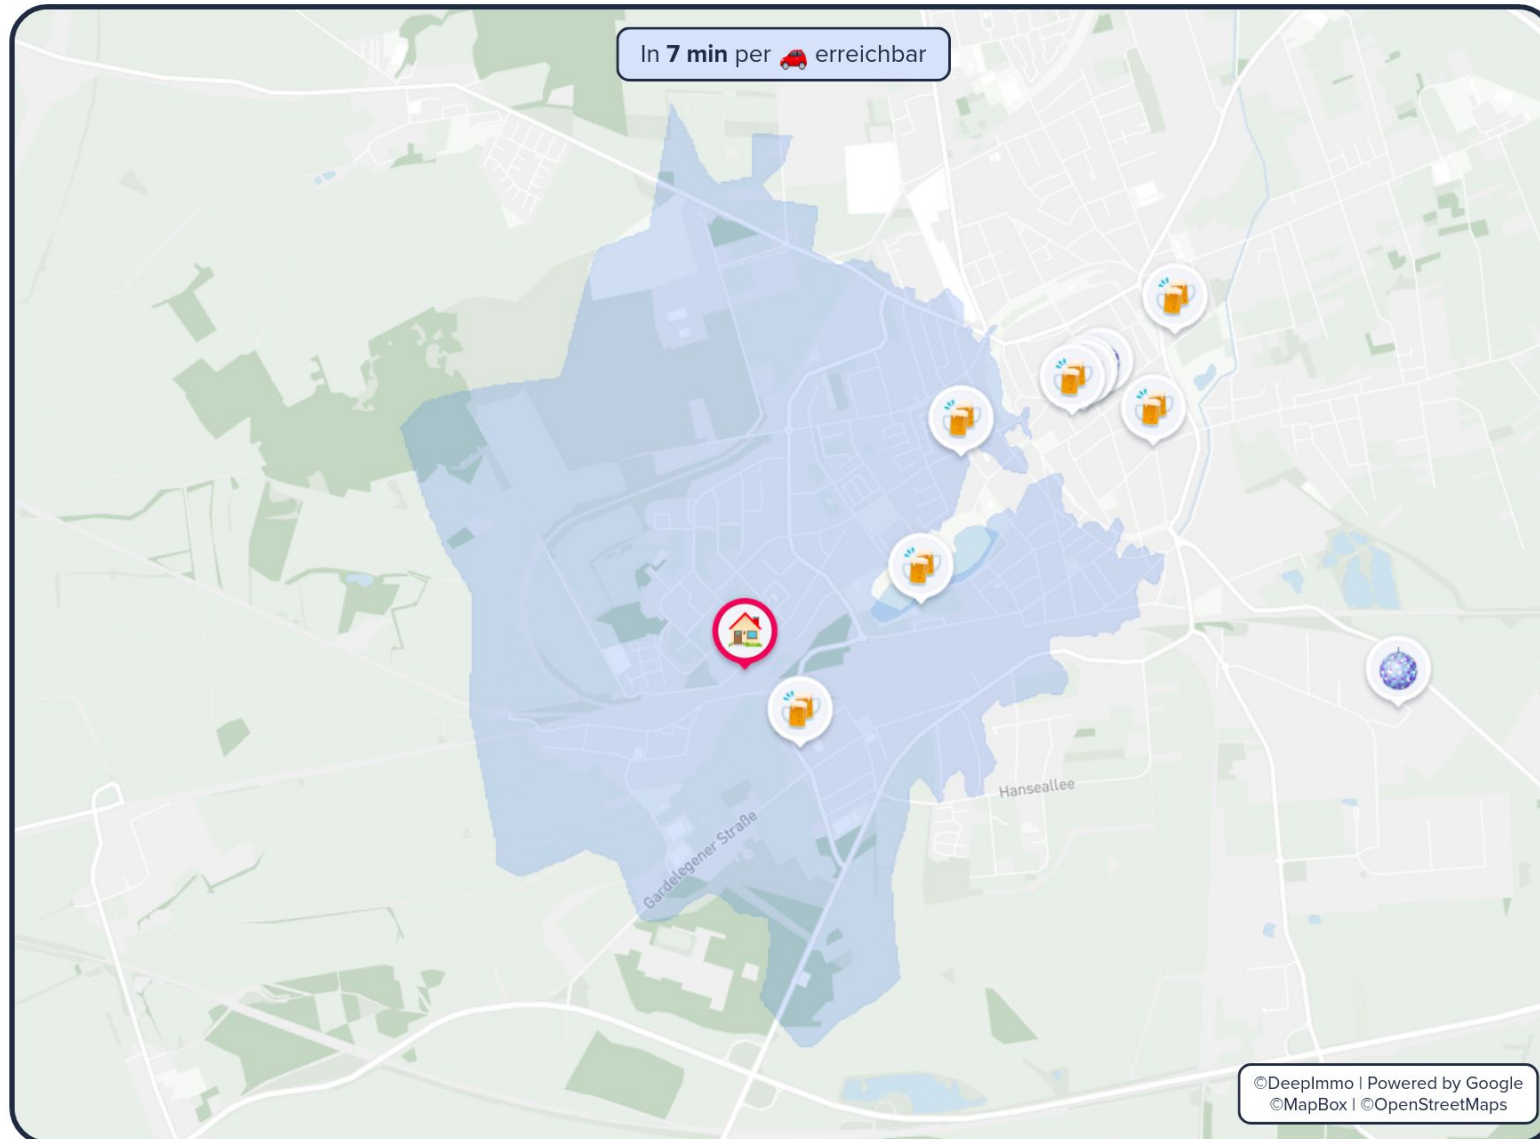 In 7 min per 🚗 erreichbar
Hanseallee
Gardelegener Straße
©DeepImmo | Powered by Google
©MapBox | ©OpenStreetMaps